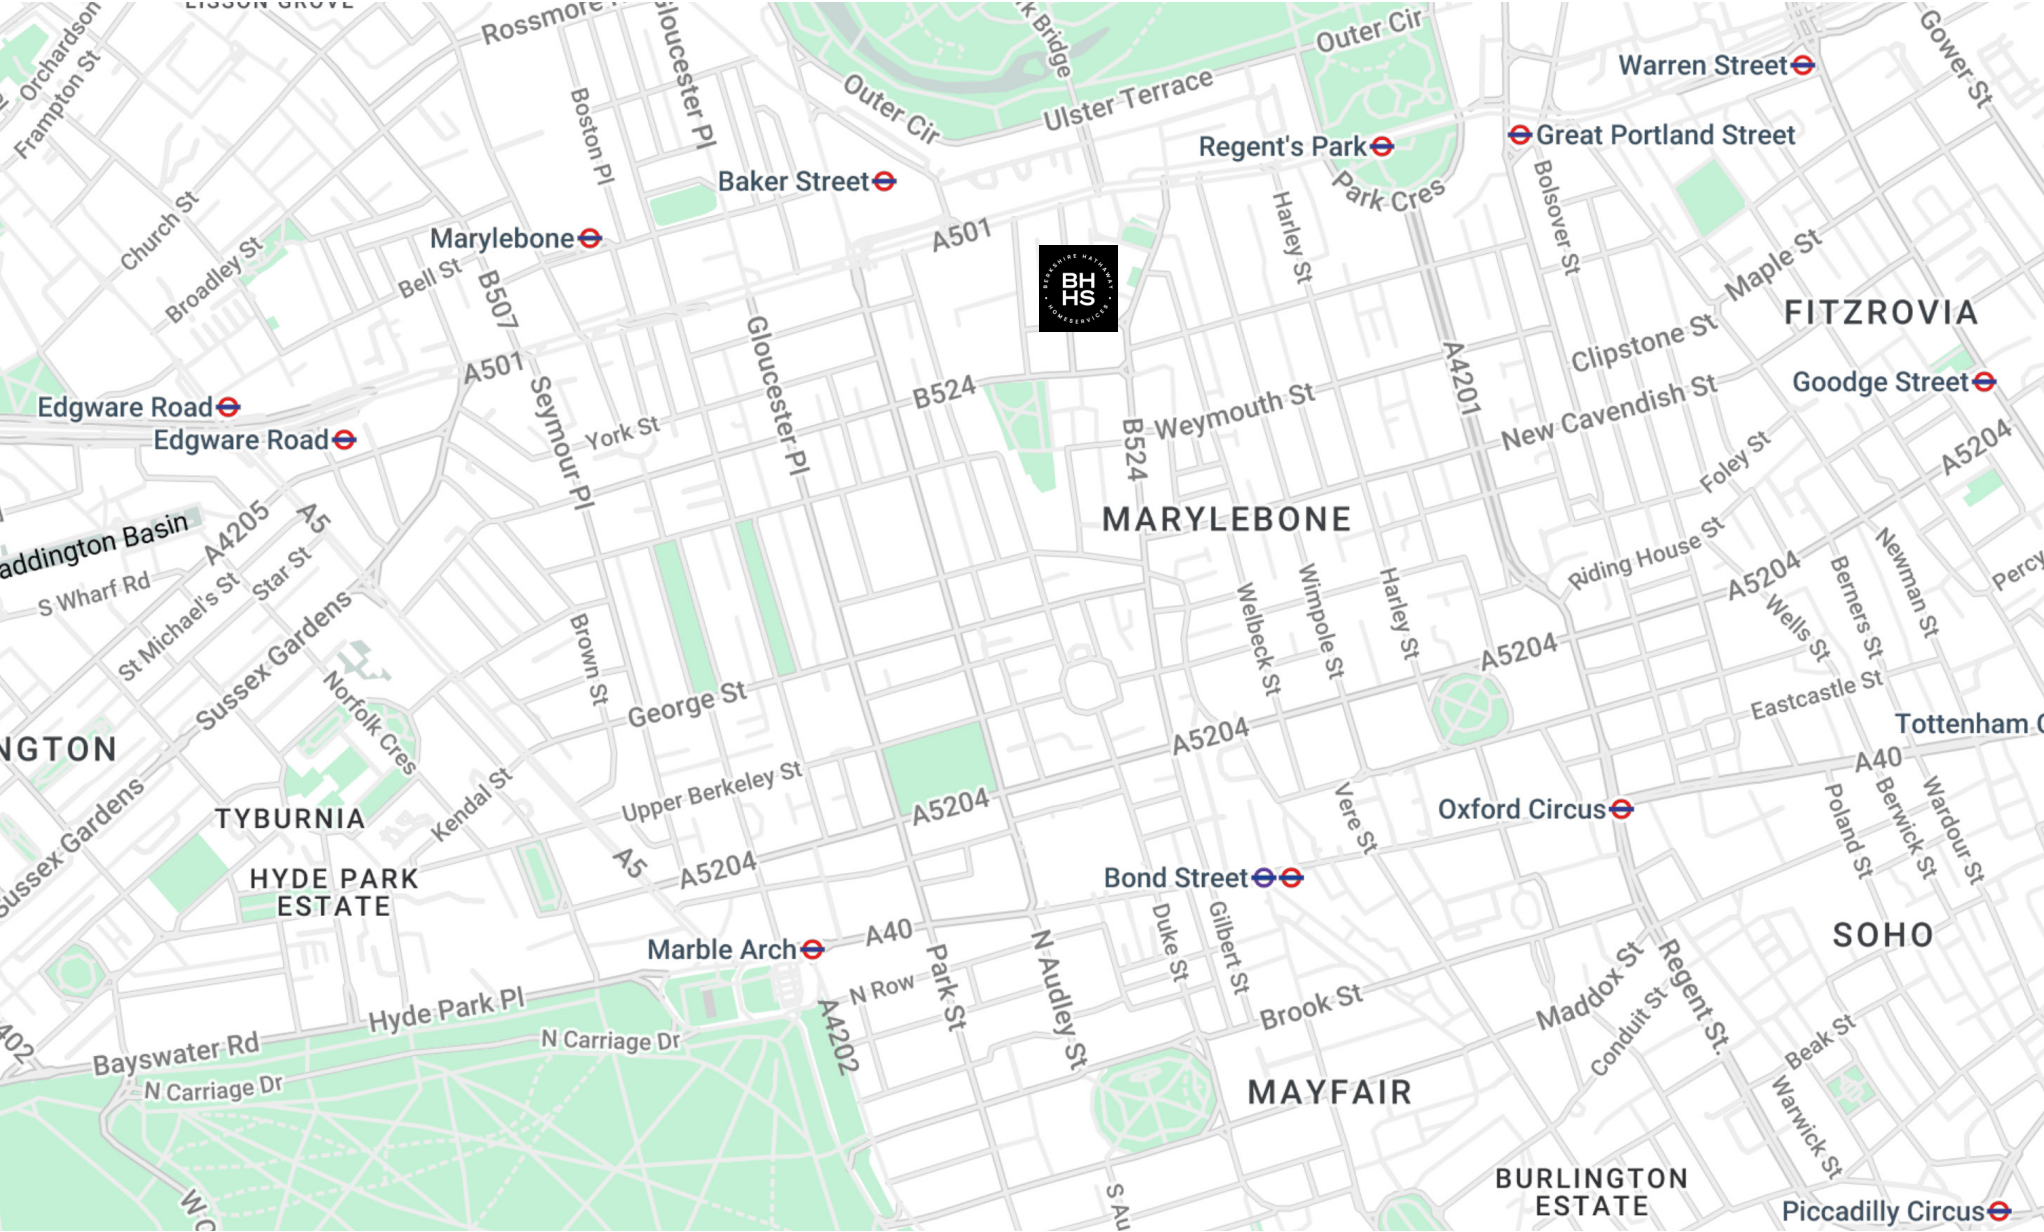 LISSON GROVE
Rossmore
Gloucester Pl
Outer Cir
Warren Street
Gower St
Orchardson
Frampton St
Boston Pl
Outer Cir
Ulster Terrace
Bridge
Regent's Park
Great Portland Street
Baker Street
Park Cres
Bolsover St
Harley St
Church St
Marylebone
A501
Broadley St
Bell St
B507
BERKSHIRE HATHAWAY
BH
HS
HOMESERVICES
Maple St
FITZROVIA
Gloucester Pl
A501
Seymour Pl
B524
A4201
Clipstone St
Goodge Street
Edgware Road
Edgware Road
York St
B524
Weymouth St
New Cavendish St
Foley St
A5204
A4205
A5
addington Basin
MARYLEBONE
Star St
S Wharf Rd
St Michael's St
Sussex Gardens
Riding House St
A5204
Newman St
Berners St
Wells St
Percy
Brown St
Welbeck St
Wimpole St
Harley St
A5204
Norfolk Cres
George St
A5204
Eastcastle St
Tottenham
NGTON
A40
Sussex Gardens
TYBURNIA
Kendal St
Upper Berkeley St
A5204
Vere St
Oxford Circus
Poland St
Berwick St
Wardour St
HYDE PARK
ESTATE
A5
A5204
Bond Street
Duke St
Gilbert St
SOHO
Marble Arch
A40
N Row
Park St
N Audley St
Maddox St
Regent St.
Hyde Park Pl
Brook St
Conduit St
402
Bayswater Rd
N Carriage Dr
A4202
Beak St
N Carriage Dr
MAYFAIR
Warwick St
BURLINGTON
ESTATE
Piccadilly Circus